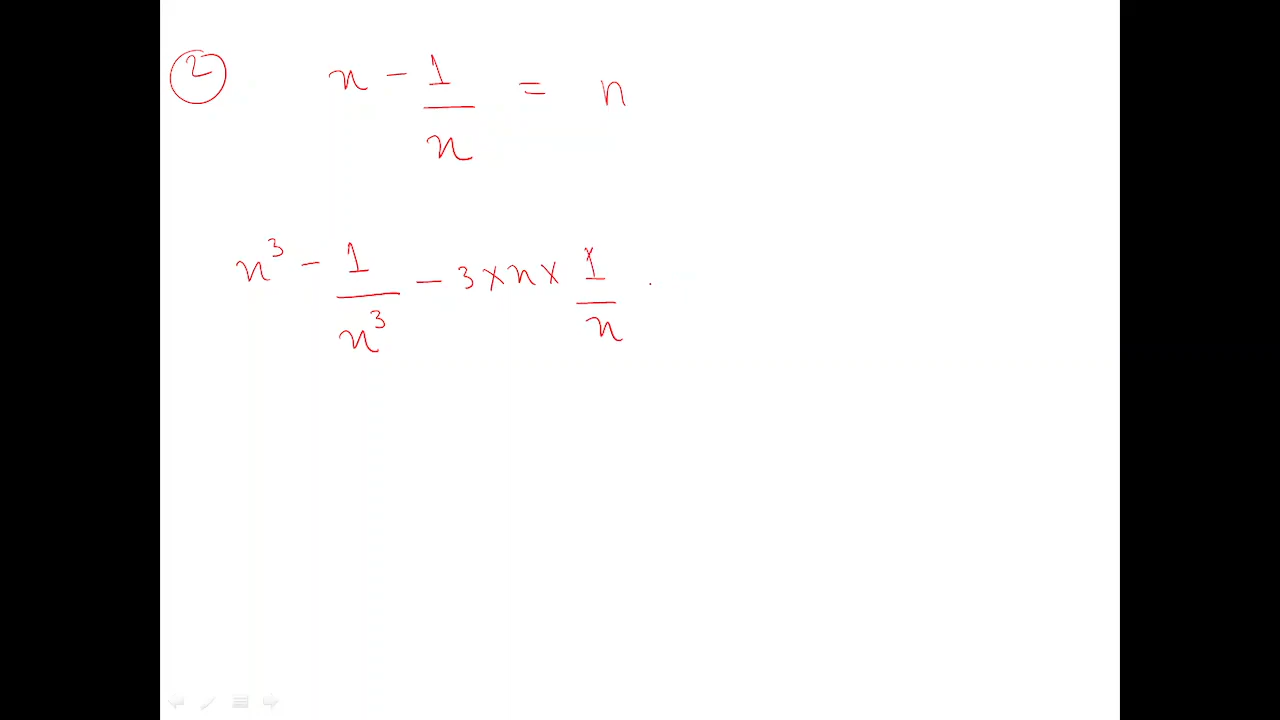 ② x - 1/x = n
x³ - 1/x³ - 3 × x × 1/x .